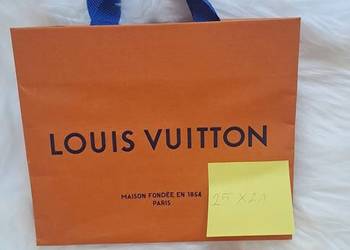 LOUIS VUITTON
MAISON FONDÉE EN 1854
PARIS
25 X 21